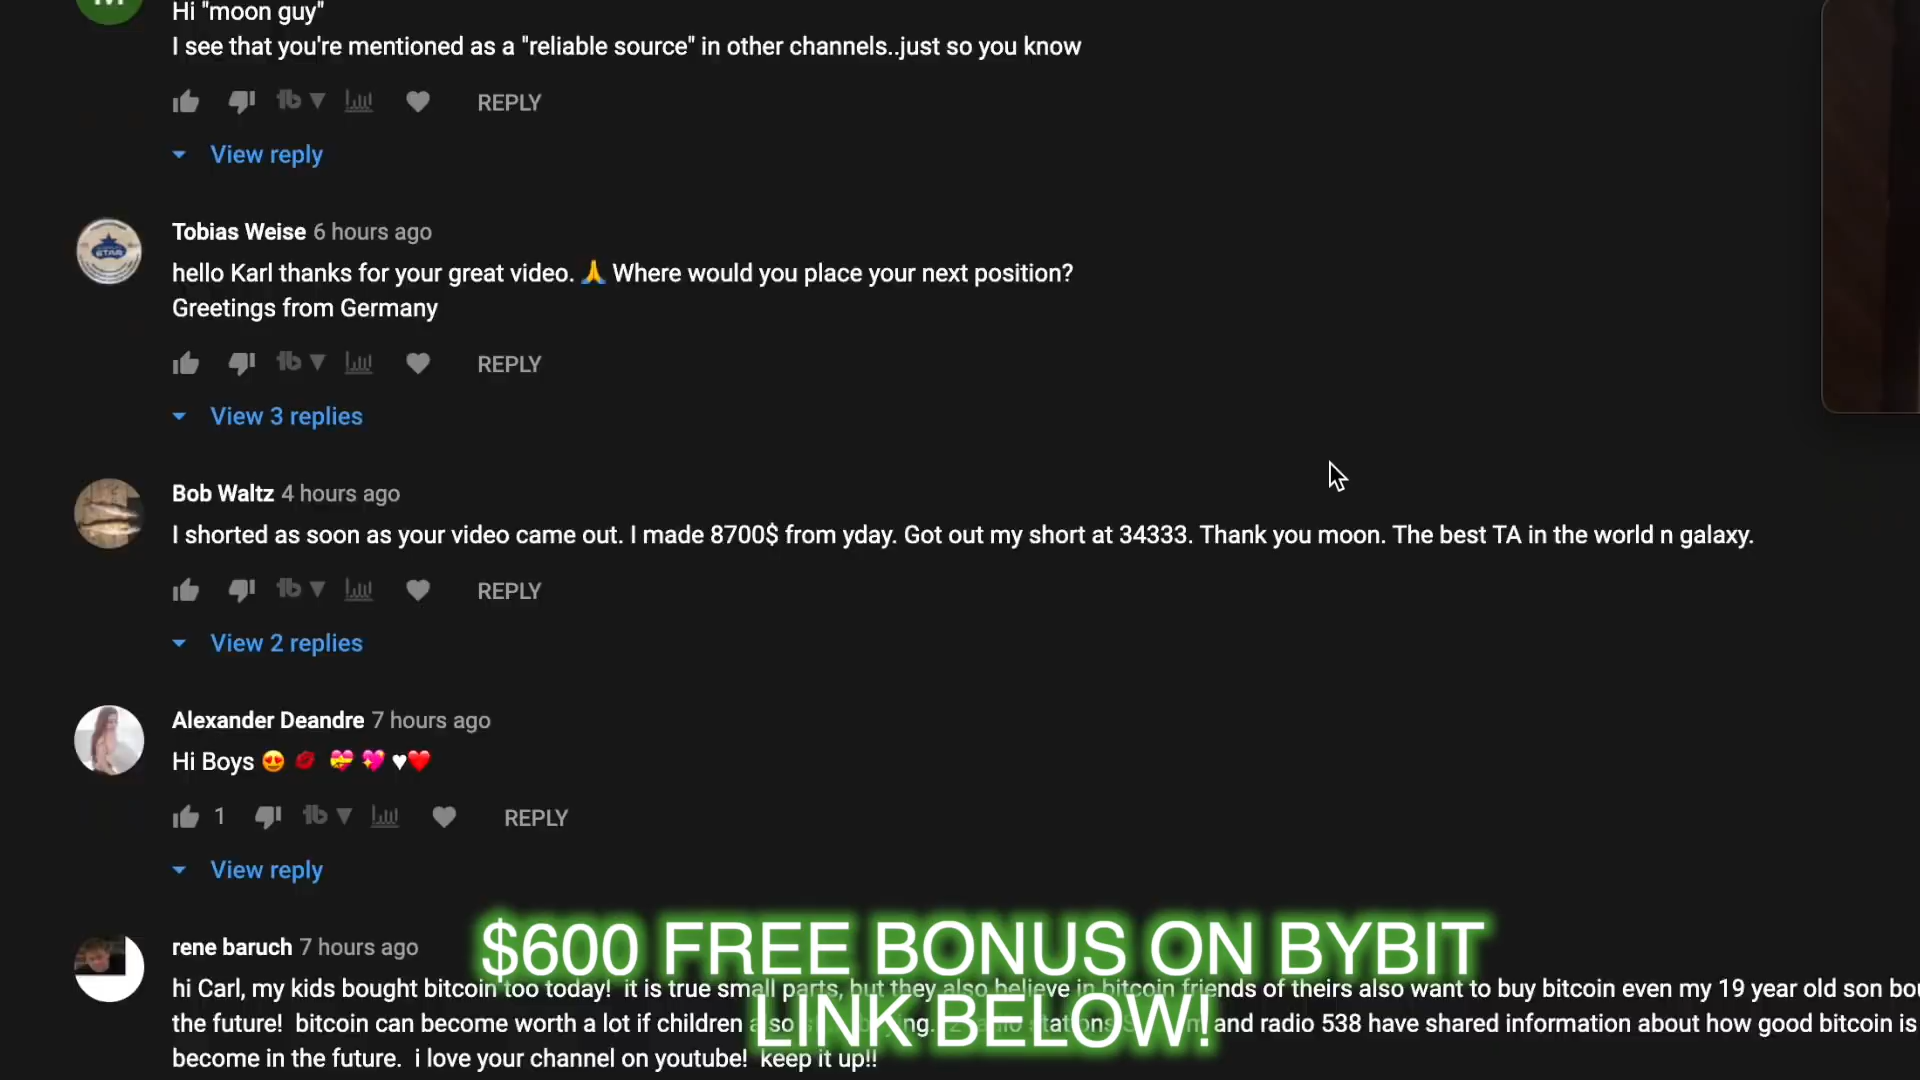 Hi "moon guy"
I see that you're mentioned as a "reliable source" in other channels..just so you know
REPLY
View reply
Tobias Weise 6 hours ago
hello Karl thanks for your great video. 🙏 Where would you place your next position?
Greetings from Germany
REPLY
View 3 replies
Bob Waltz 4 hours ago
I shorted as soon as your video came out. I made 8700$ from yday. Got out my short at 34333. Thank you moon. The best TA in the world n galaxy.
REPLY
View 2 replies
Alexander Deandre 7 hours ago
Hi Boys 😍 💋 💝 💖 ♥❤️
1 REPLY
View reply
rene baruch 7 hours ago
$600 FREE BONUS ON BYBIT
hi Carl, my kids bought bitcoin too today! it is true small parts, but they also believe in bitcoin friends of theirs also want to buy bitcoin even my 19 year old son
LINK BELOW!
the future! bitcoin can become worth a lot if children and radio 538 have shared information about how good bitcoin is
become in the future. i love your channel on youtube! keep it up!!